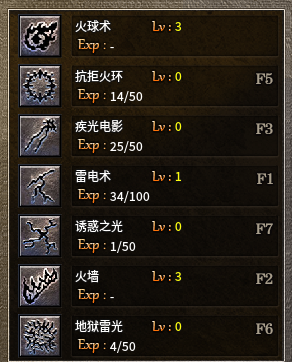 火球术 Lv : 3
Exp : -
抗拒火环 Lv : 0 F5
Exp : 14/50
疾光电影 Lv : 0 F3
Exp : 25/50
雷电术 Lv : 1 F1
Exp : 34/100
诱惑之光 Lv : 0 F7
Exp : 1/50
火墙 Lv : 3 F2
Exp : -
地狱雷光 Lv : 0 F6
Exp : 4/50